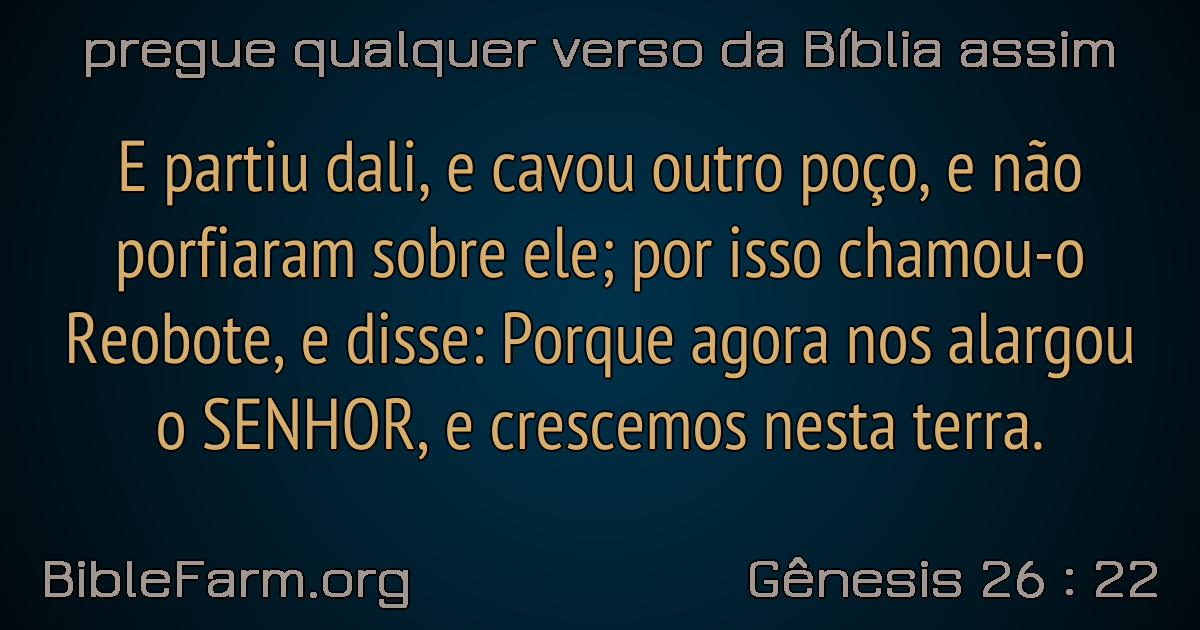 pregue qualquer verso da Bíblia assim
E partiu dali, e cavou outro poço, e não
porfiaram sobre ele; por isso chamou-o
Reobote, e disse: Porque agora nos alargou
o SENHOR, e crescemos nesta terra.
BibleFarm.org
Gênesis 26 : 22